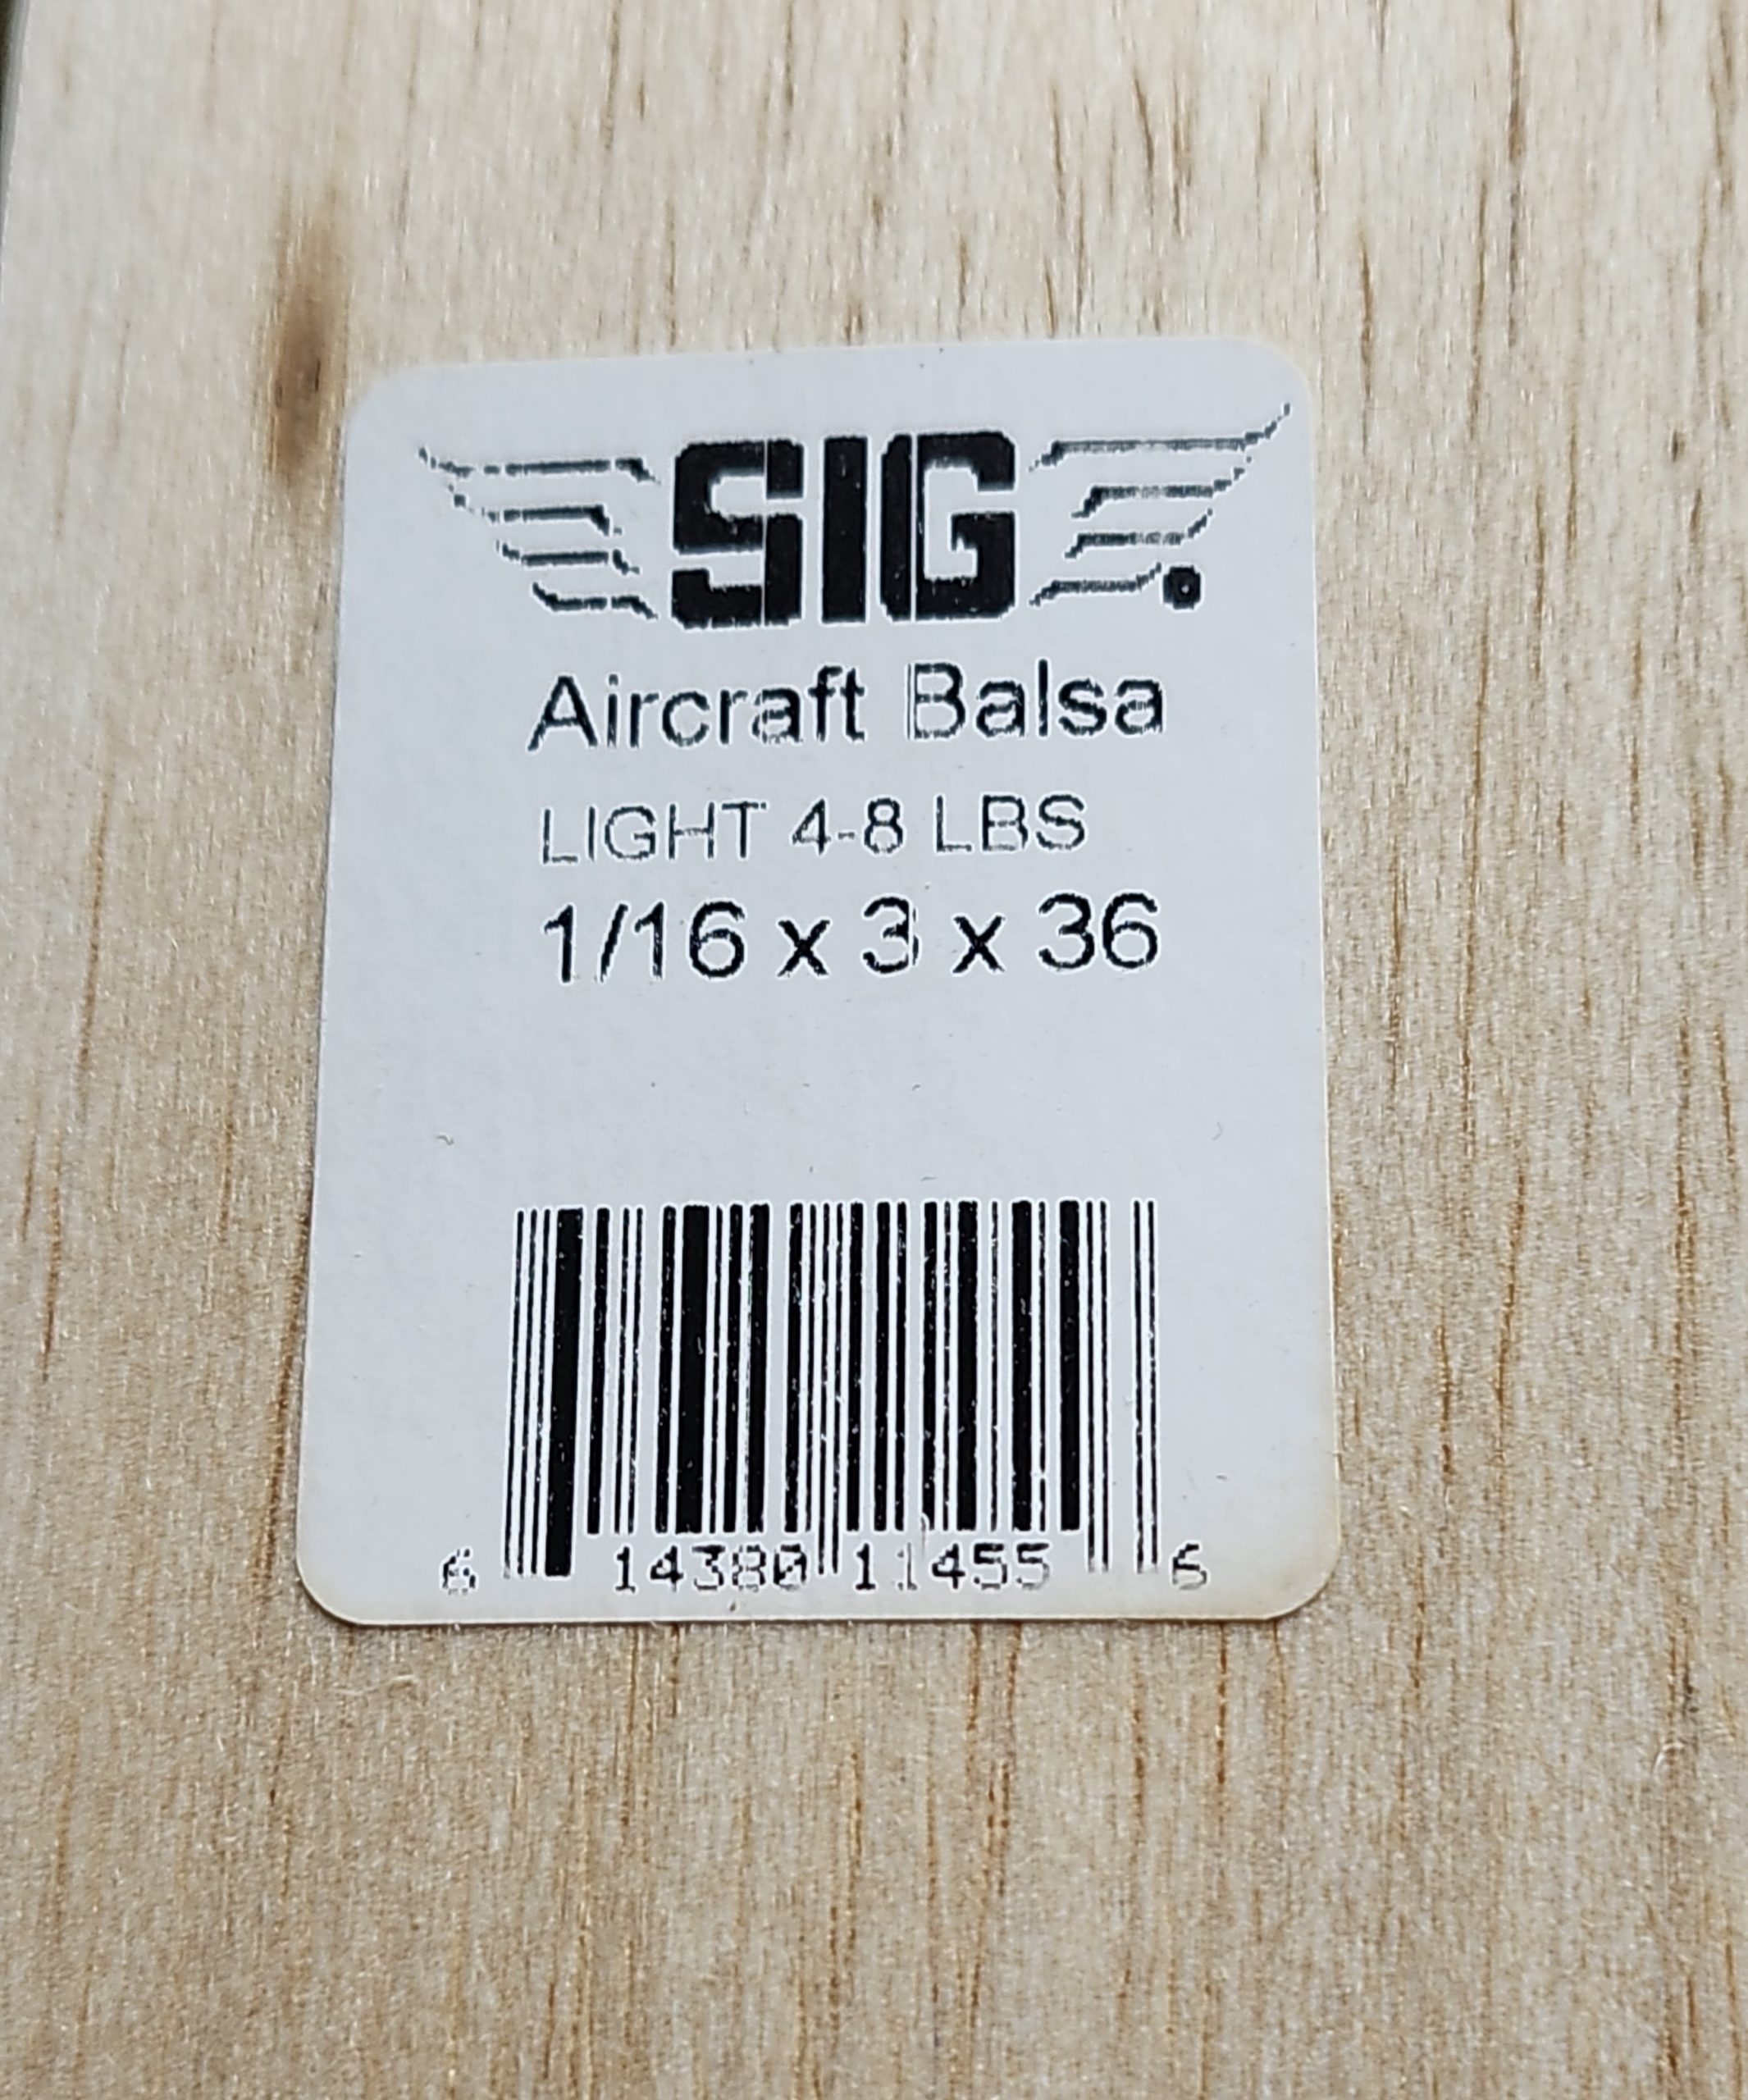 SIG
Aircraft Balsa
LIGHT 4-8 LBS
1/16 x 3 x 36
6 14380 11455 6